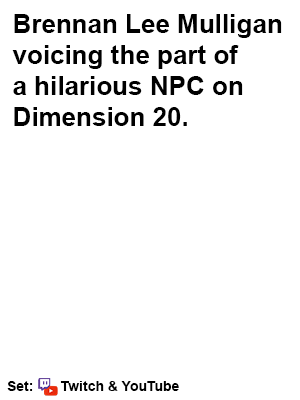 Brennan Lee Mulligan
voicing the part of
a hilarious NPC on
Dimension 20.
Set: Twitch & YouTube